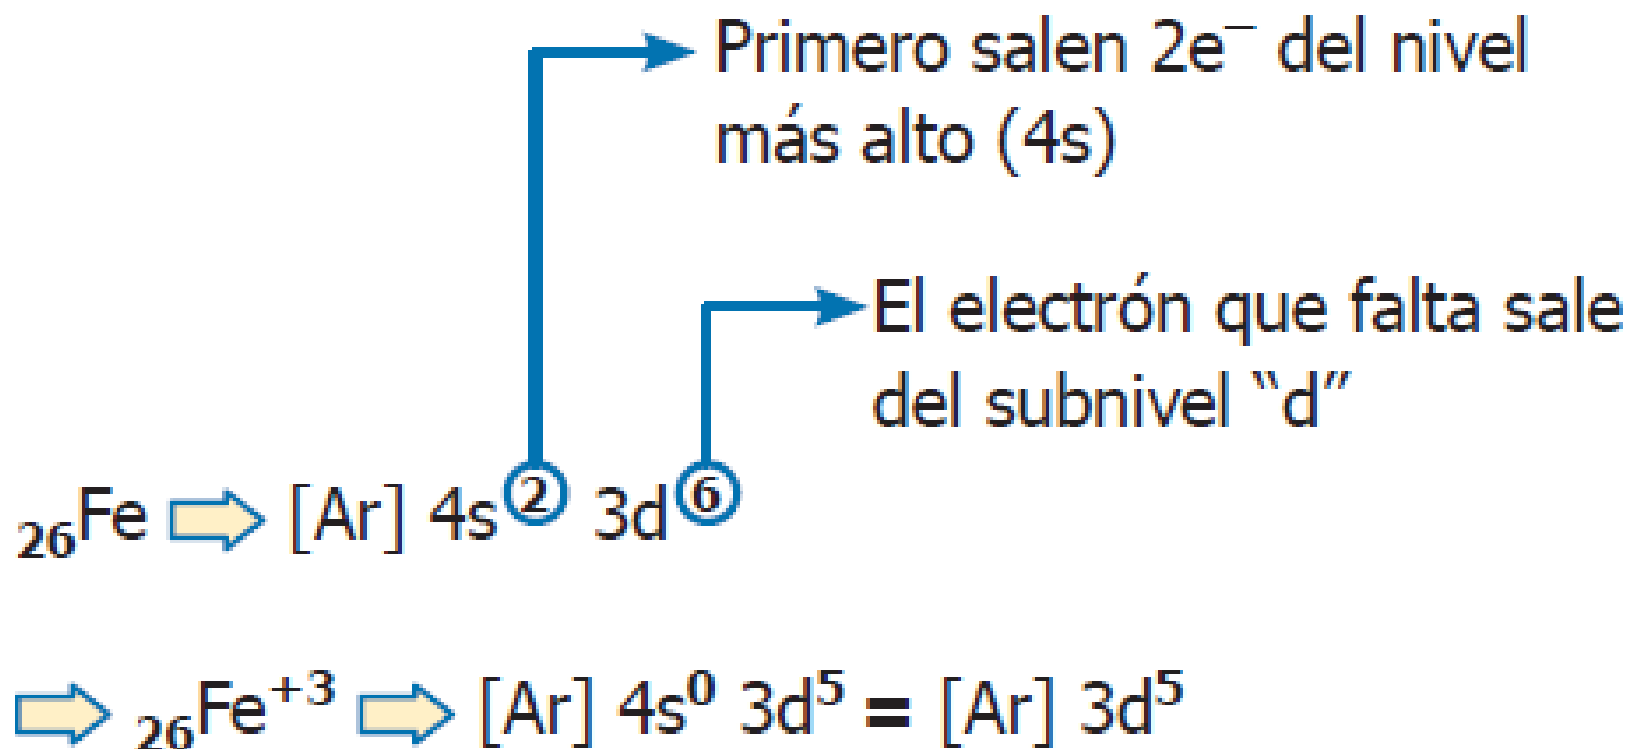 Primero salen 2e⁻ del nivel
más alto (4s)
El electrón que falta sale
del subnivel “d”
₂₆Fe ⇨ [Ar] 4s² 3d⁶
⇨ ₂₆Fe⁺³ ⇨ [Ar] 4s⁰ 3d⁵ = [Ar] 3d⁵